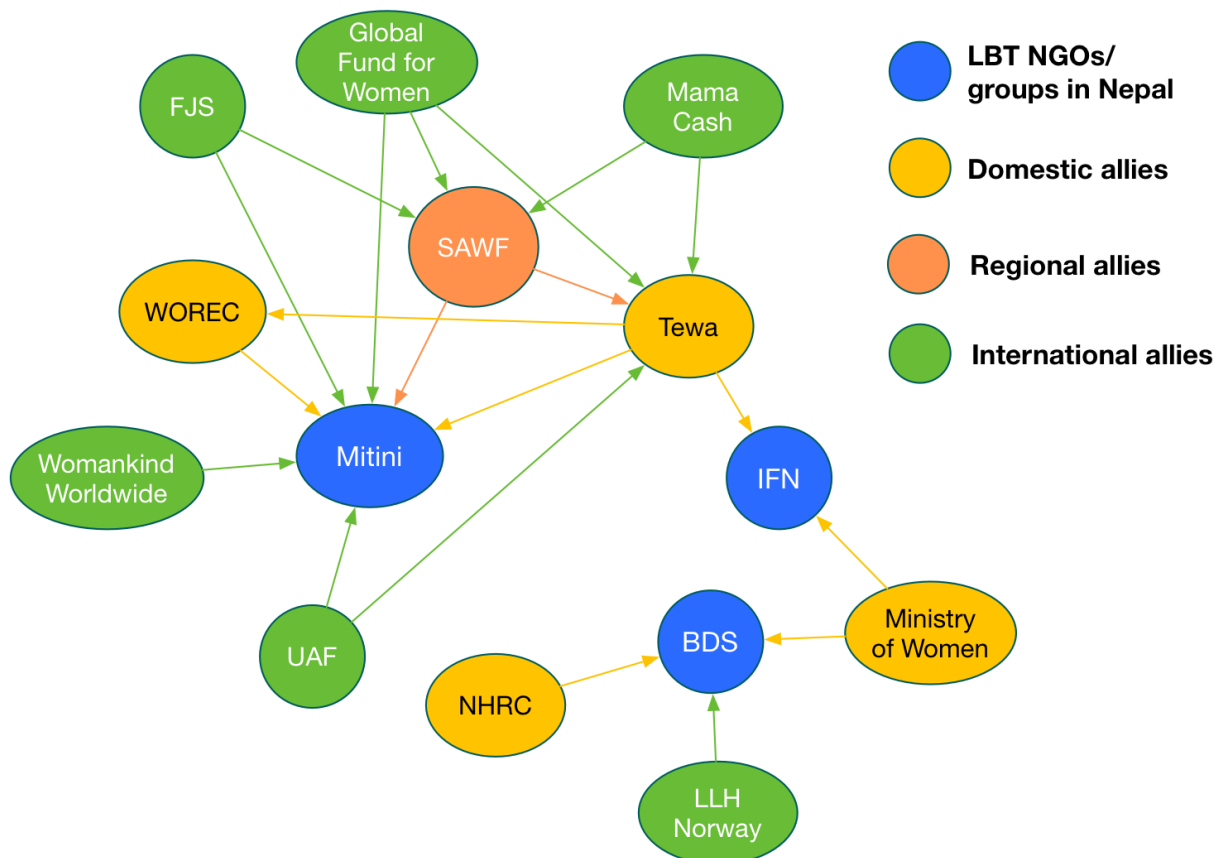 Global
Fund for
Women
FJS
Mama
Cash
SAWF
WOREC
Tewa
Mitini
Womankind
Worldwide
IFN
UAF
BDS
Ministry
of Women
NHRC
LLH
Norway
LBT NGOs/
groups in Nepal
Domestic allies
Regional allies
International allies